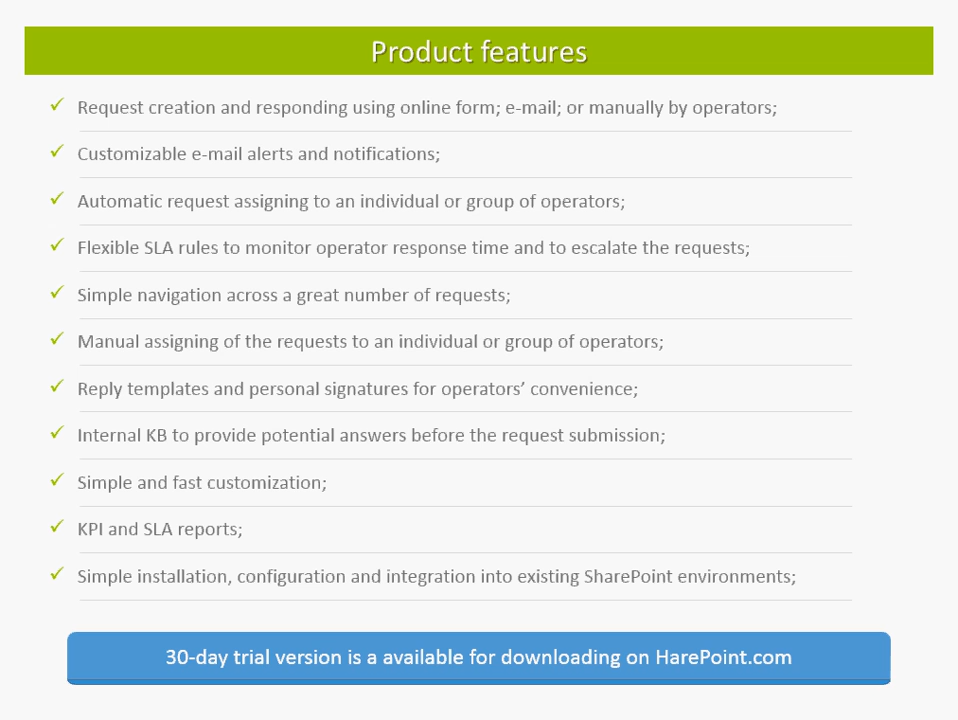 Product features
Request creation and responding using online form; e-mail; or manually by operators;
Customizable e-mail alerts and notifications;
Automatic request assigning to an individual or group of operators;
Flexible SLA rules to monitor operator response time and to escalate the requests;
Simple navigation across a great number of requests;
Manual assigning of the requests to an individual or group of operators;
Reply templates and personal signatures for operators’ convenience;
Internal KB to provide potential answers before the request submission;
Simple and fast customization;
KPI and SLA reports;
Simple installation, configuration and integration into existing SharePoint environments;
30-day trial version is a available for downloading on HarePoint.com